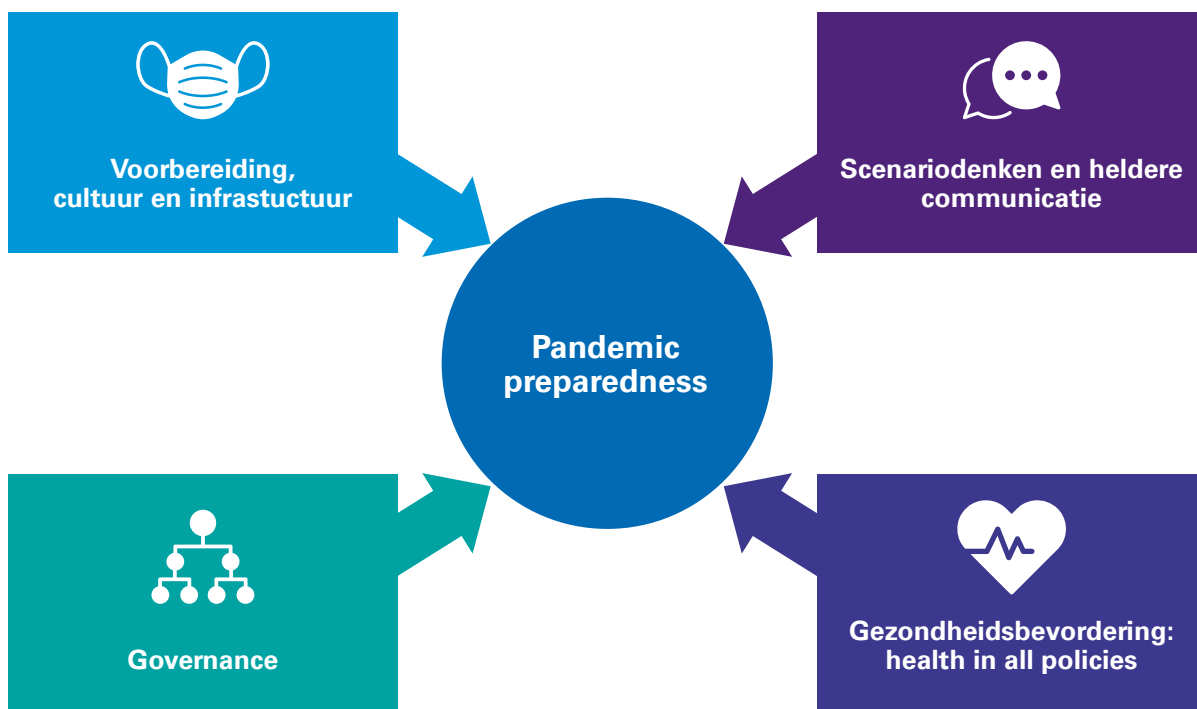 Voorbereiding,
cultuur en infrastuctuur
Scenariodenken en heldere
communicatie
Pandemic
preparedness
Governance
Gezondheidsbevordering:
health in all policies